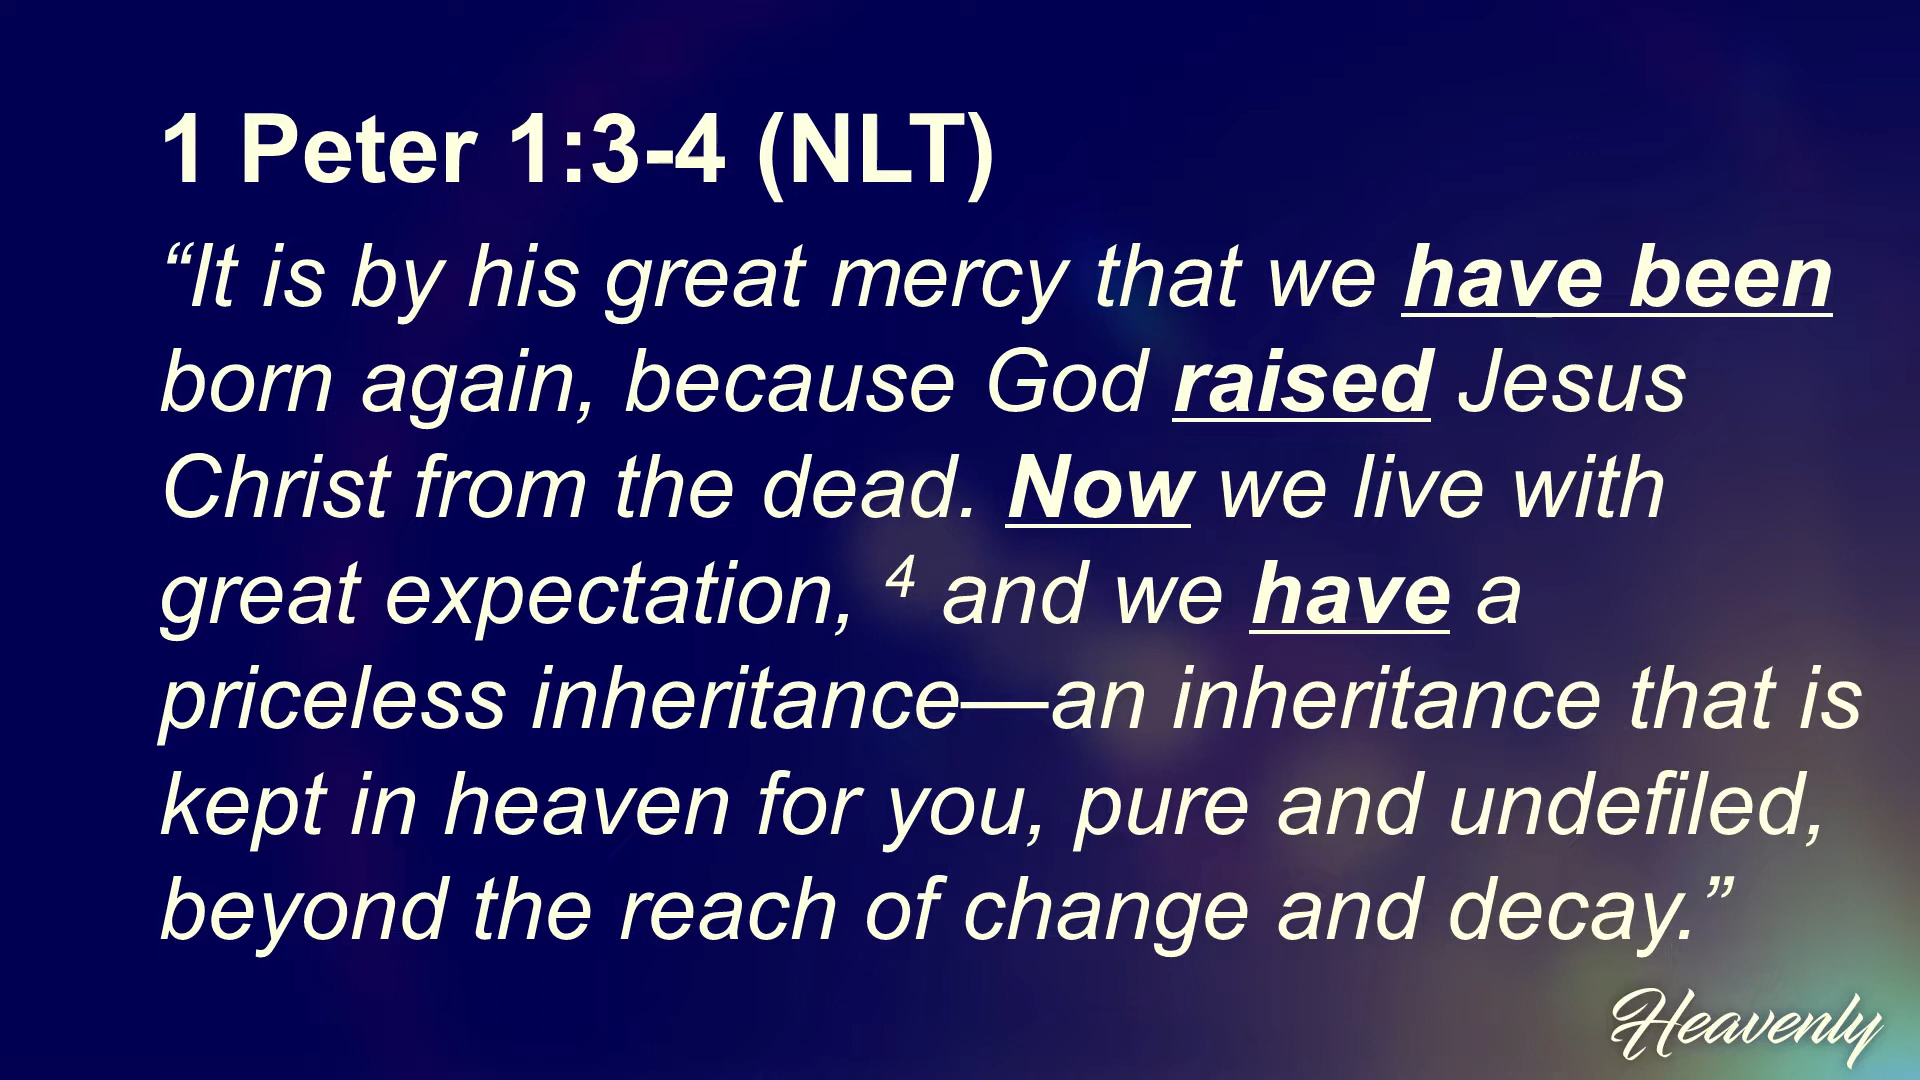 1 Peter 1:3-4 (NLT)
“It is by his great mercy that we have been
born again, because God raised Jesus
Christ from the dead. Now we live with
great expectation, ⁴ and we have a
priceless inheritance—an inheritance that is
kept in heaven for you, pure and undefiled,
beyond the reach of change and decay.”
Heavenly